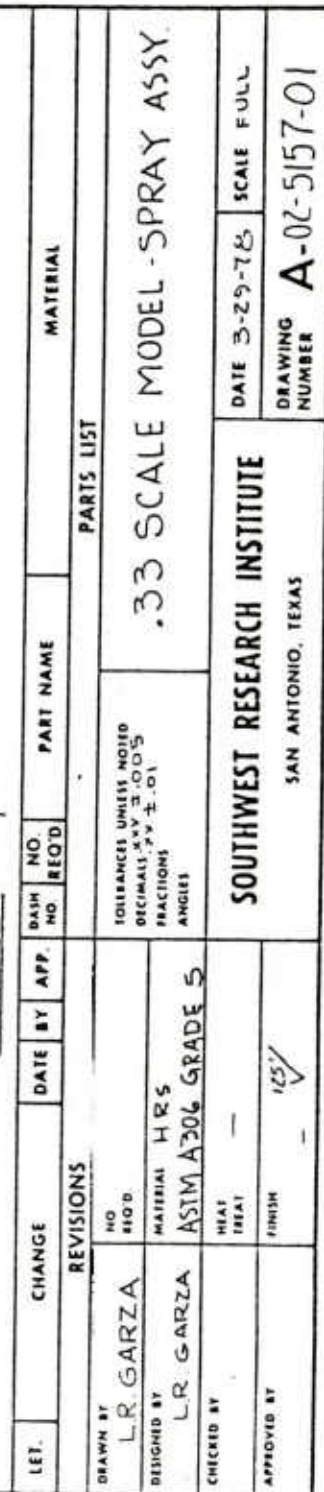 LET. CHANGE DATE BY APP. DASH NO. NO. REQ'D PART NAME MATERIAL
REVISIONS PARTS LIST
DRAWN BY
L.R. GARZA
NO REQ'D
DESIGNED BY
L.R. GARZA
MATERIAL HRS
ASTM A306 GRADE 5
CHECKED BY
HEAT TREAT —
APPROVED BY
FINISH — 125√
TOLERANCES UNLESS NOTED
DECIMALS .XXX ±.005
.XX ± .01
FRACTIONS
ANGLES
.33 SCALE MODEL-SPRAY ASSY.
SOUTHWEST RESEARCH INSTITUTE
SAN ANTONIO, TEXAS
DATE 3-29-78 SCALE FULL
DRAWING NUMBER A-02-5157-01